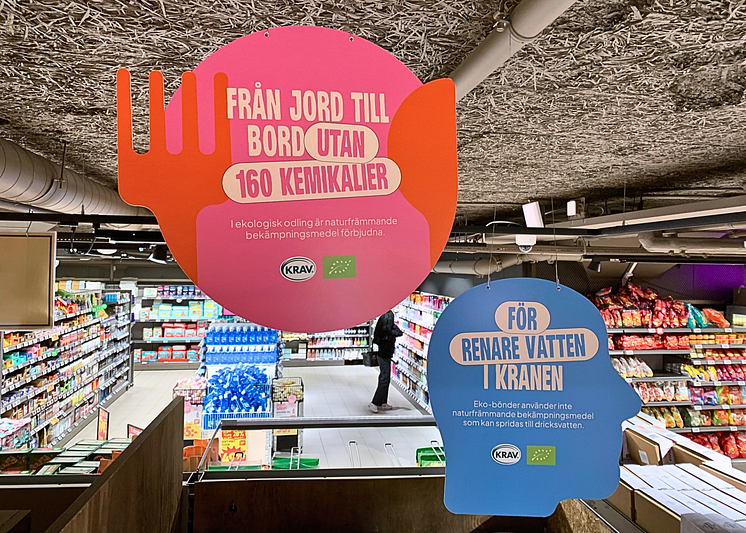 FRÅN JORD TILL
BORD UTAN
160 KEMIKALIER
I ekologisk odling är naturfrämmande
bekämpningsmedel förbjudna.
KRAV
FÖR
RENARE VATTEN
I KRANEN
Eko-bönder använder inte
naturfrämmande bekämpningsmedel
som kan spridas till dricksvatten.
KRAV